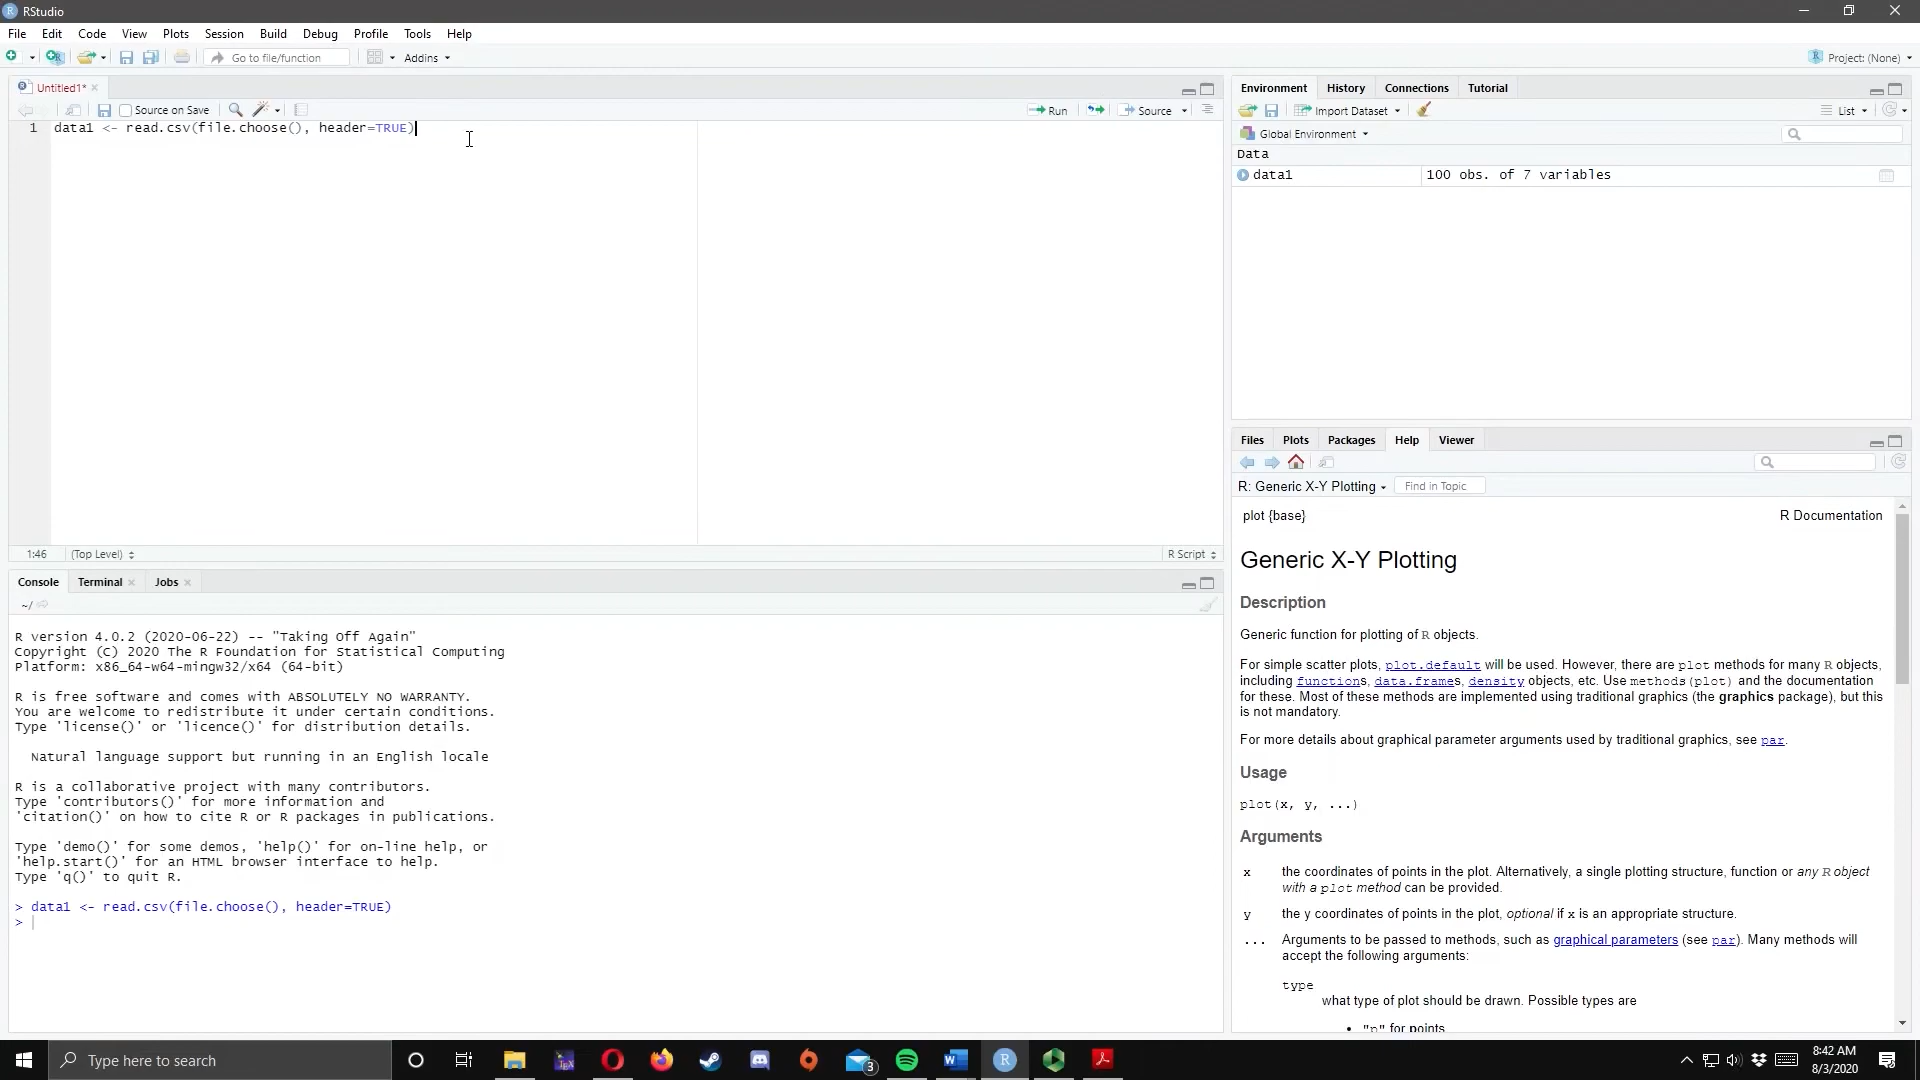 RStudio
File Edit Code View Plots Session Build Debug Profile Tools Help
Go to file/function Addins Project: (None)
Untitled1*
Source on Save Run Source
1 data1 <- read.csv(file.choose(), header=TRUE)
1:46 (Top Level) R Script
Console Terminal Jobs
~/
R version 4.0.2 (2020-06-22) -- "Taking Off Again"
Copyright (C) 2020 The R Foundation for Statistical Computing
Platform: x86_64-w64-mingw32/x64 (64-bit)
R is free software and comes with ABSOLUTELY NO WARRANTY.
You are welcome to redistribute it under certain conditions.
Type 'license()' or 'licence()' for distribution details.
Natural language support but running in an English locale
R is a collaborative project with many contributors.
Type 'contributors()' for more information and
'citation()' on how to cite R or R packages in publications.
Type 'demo()' for some demos, 'help()' for on-line help, or
'help.start()' for an HTML browser interface to help.
Type 'q()' to quit R.
> data1 <- read.csv(file.choose(), header=TRUE)
>
Environment History Connections Tutorial
Import Dataset List
Global Environment
Data
data1 100 obs. of 7 variables
Files Plots Packages Help Viewer
R: Generic X-Y Plotting Find in Topic
plot {base} R Documentation
Generic X-Y Plotting
Description
Generic function for plotting of R objects.
For simple scatter plots, plot.default will be used. However, there are plot methods for many R objects,
including functions, data.frames, density objects, etc. Use methods(plot) and the documentation
for these. Most of these methods are implemented using traditional graphics (the graphics package), but this
is not mandatory.
For more details about graphical parameter arguments used by traditional graphics, see par.
Usage
plot(x, y, ...)
Arguments
x the coordinates of points in the plot. Alternatively, a single plotting structure, function or any R object
with a plot method can be provided.
y the y coordinates of points in the plot, optional if x is an appropriate structure.
... Arguments to be passed to methods, such as graphical parameters (see par). Many methods will
accept the following arguments:
type
what type of plot should be drawn. Possible types are
• "p" for points
Type here to search
3
8:42 AM
8/3/2020